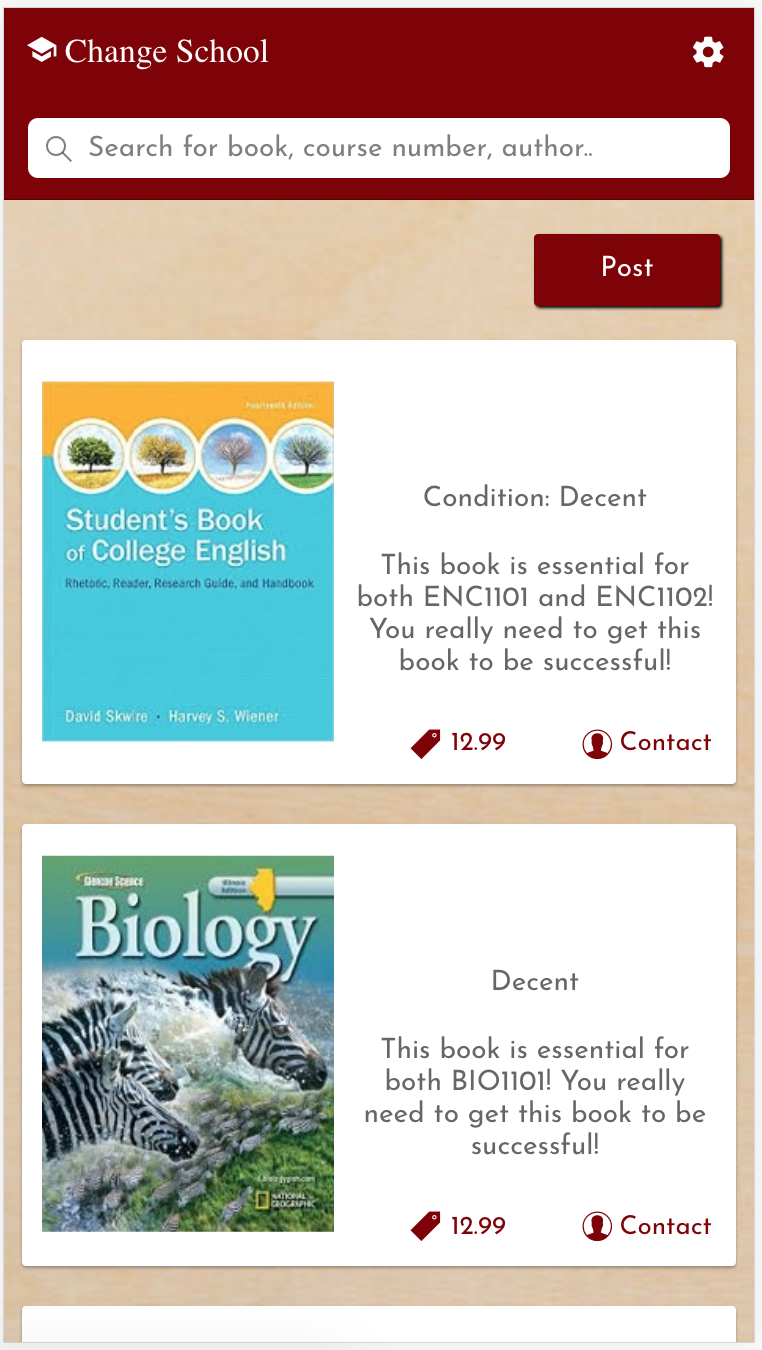 Change School
Search for book, course number, author..
Post
Fourteenth Edition
Student's Book
of College English
Rhetoric, Reader, Research Guide, and Handbook
David Skwire · Harvey S. Wiener
Condition: Decent
This book is essential for
both ENC1101 and ENC1102!
You really need to get this
book to be successful!
12.99
Contact
Glencoe Science
Illinois
Edition
Biology
NATIONAL
GEOGRAPHIC
Decent
This book is essential for
both BIO1101! You really
need to get this book to be
successful!
12.99
Contact